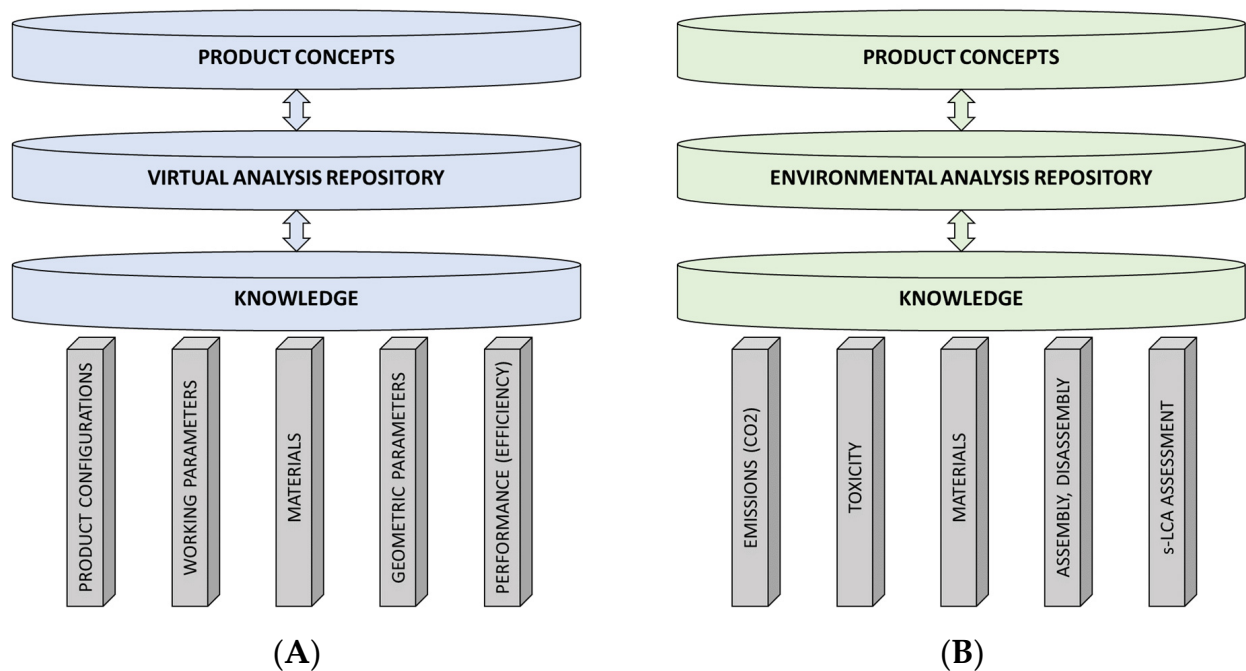 PRODUCT CONCEPTS
VIRTUAL ANALYSIS REPOSITORY
KNOWLEDGE
PRODUCT CONFIGURATIONS
WORKING PARAMETERS
MATERIALS
GEOMETRIC PARAMETERS
PERFORMANCE (EFFICIENCY)
(A)
PRODUCT CONCEPTS
ENVIRONMENTAL ANALYSIS REPOSITORY
KNOWLEDGE
EMISSIONS (CO2)
TOXICITY
MATERIALS
ASSEMBLY, DISASSEMBLY
s-LCA ASSESSMENT
(B)